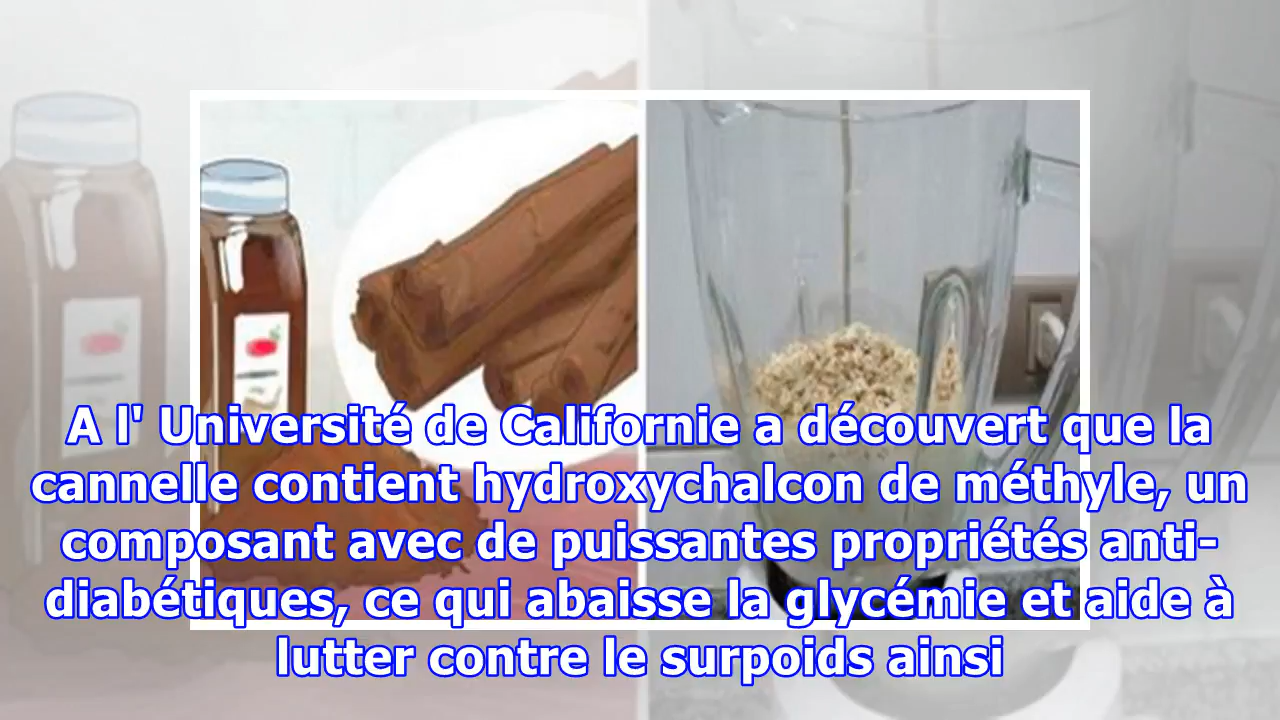 A l' Université de Californie a découvert que la
cannelle contient hydroxychalcon de méthyle, un
composant avec de puissantes propriétés anti-
diabétiques, ce qui abaisse la glycémie et aide à
lutter contre le surpoids ainsi